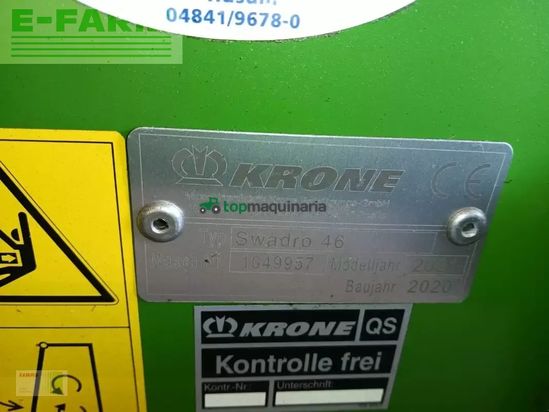 E-FARM
04841/9678-0
KRONE
CE
topmaquinaria
Swadro 46
1049957 Modelljahr
Baujahr 2020
KRONE QS
Kontrolle frei
Kontr.-Nr.: Unterschrift: